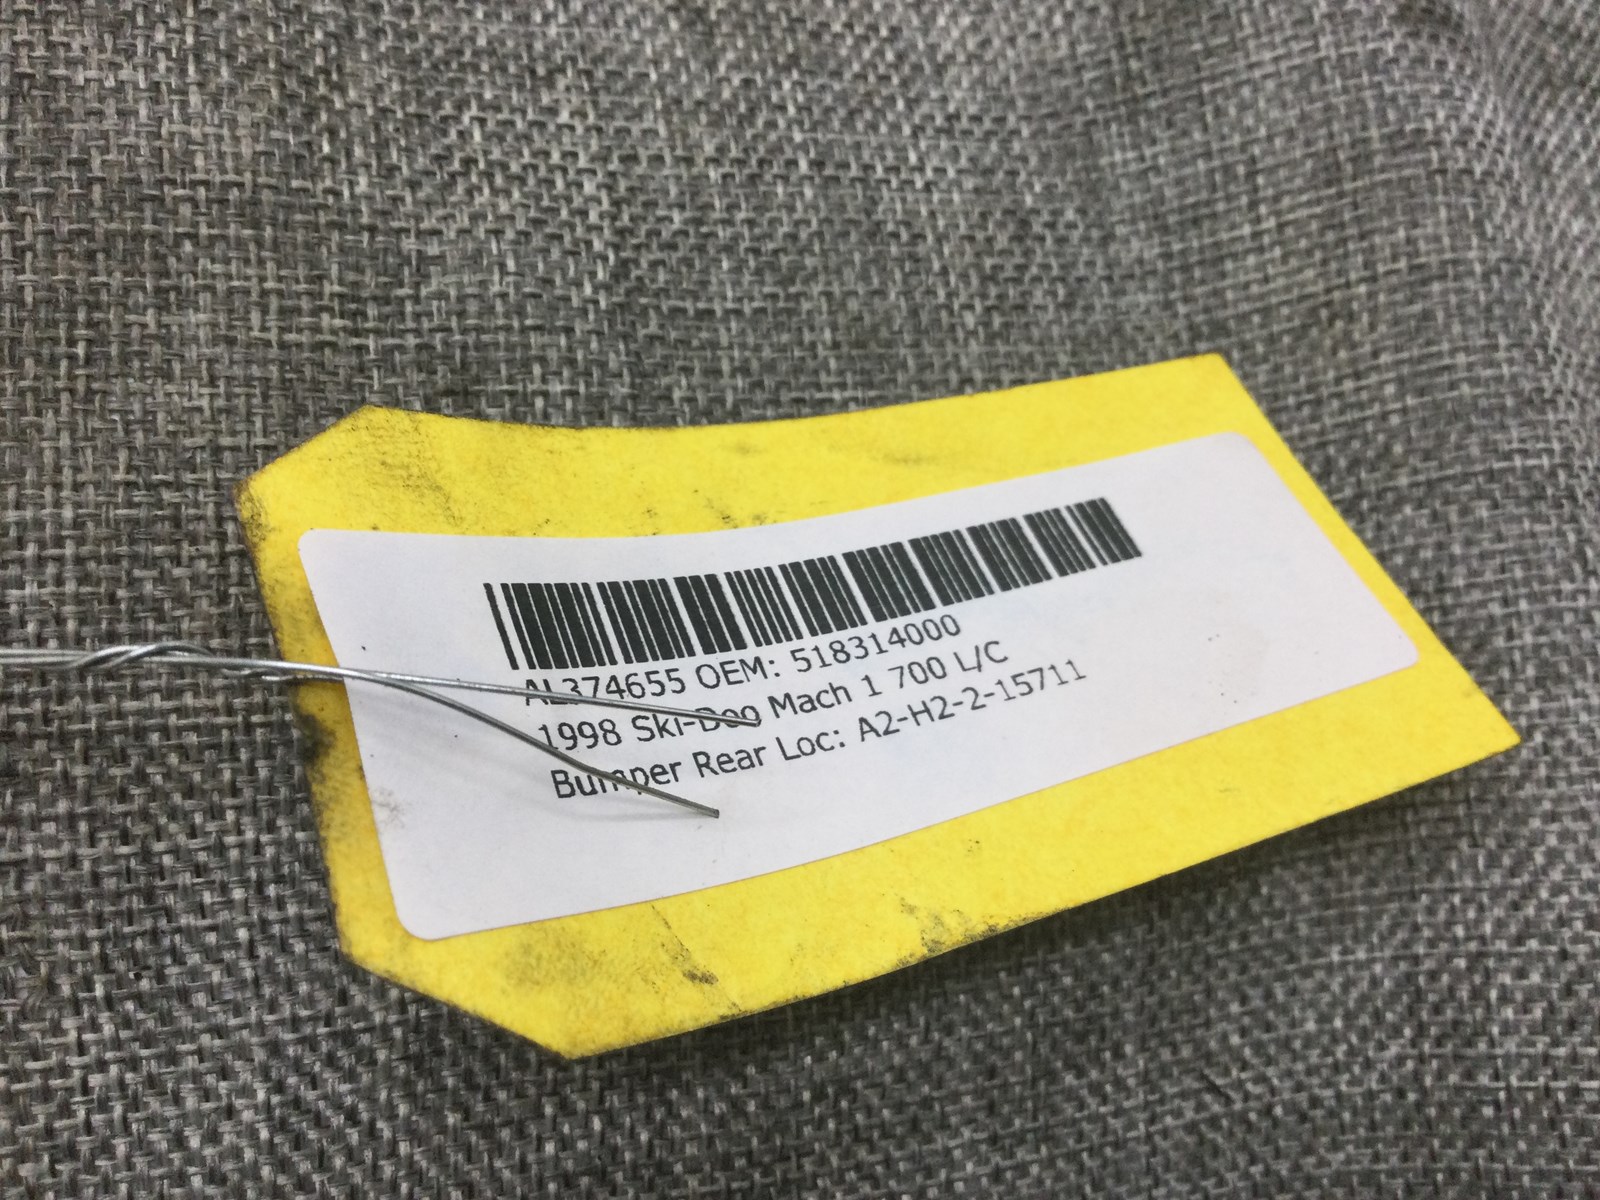 AL374655 OEM: 518314000
1998 Ski-Doo Mach 1 700 L/C
Bumper Rear Loc: A2-H2-2-15711